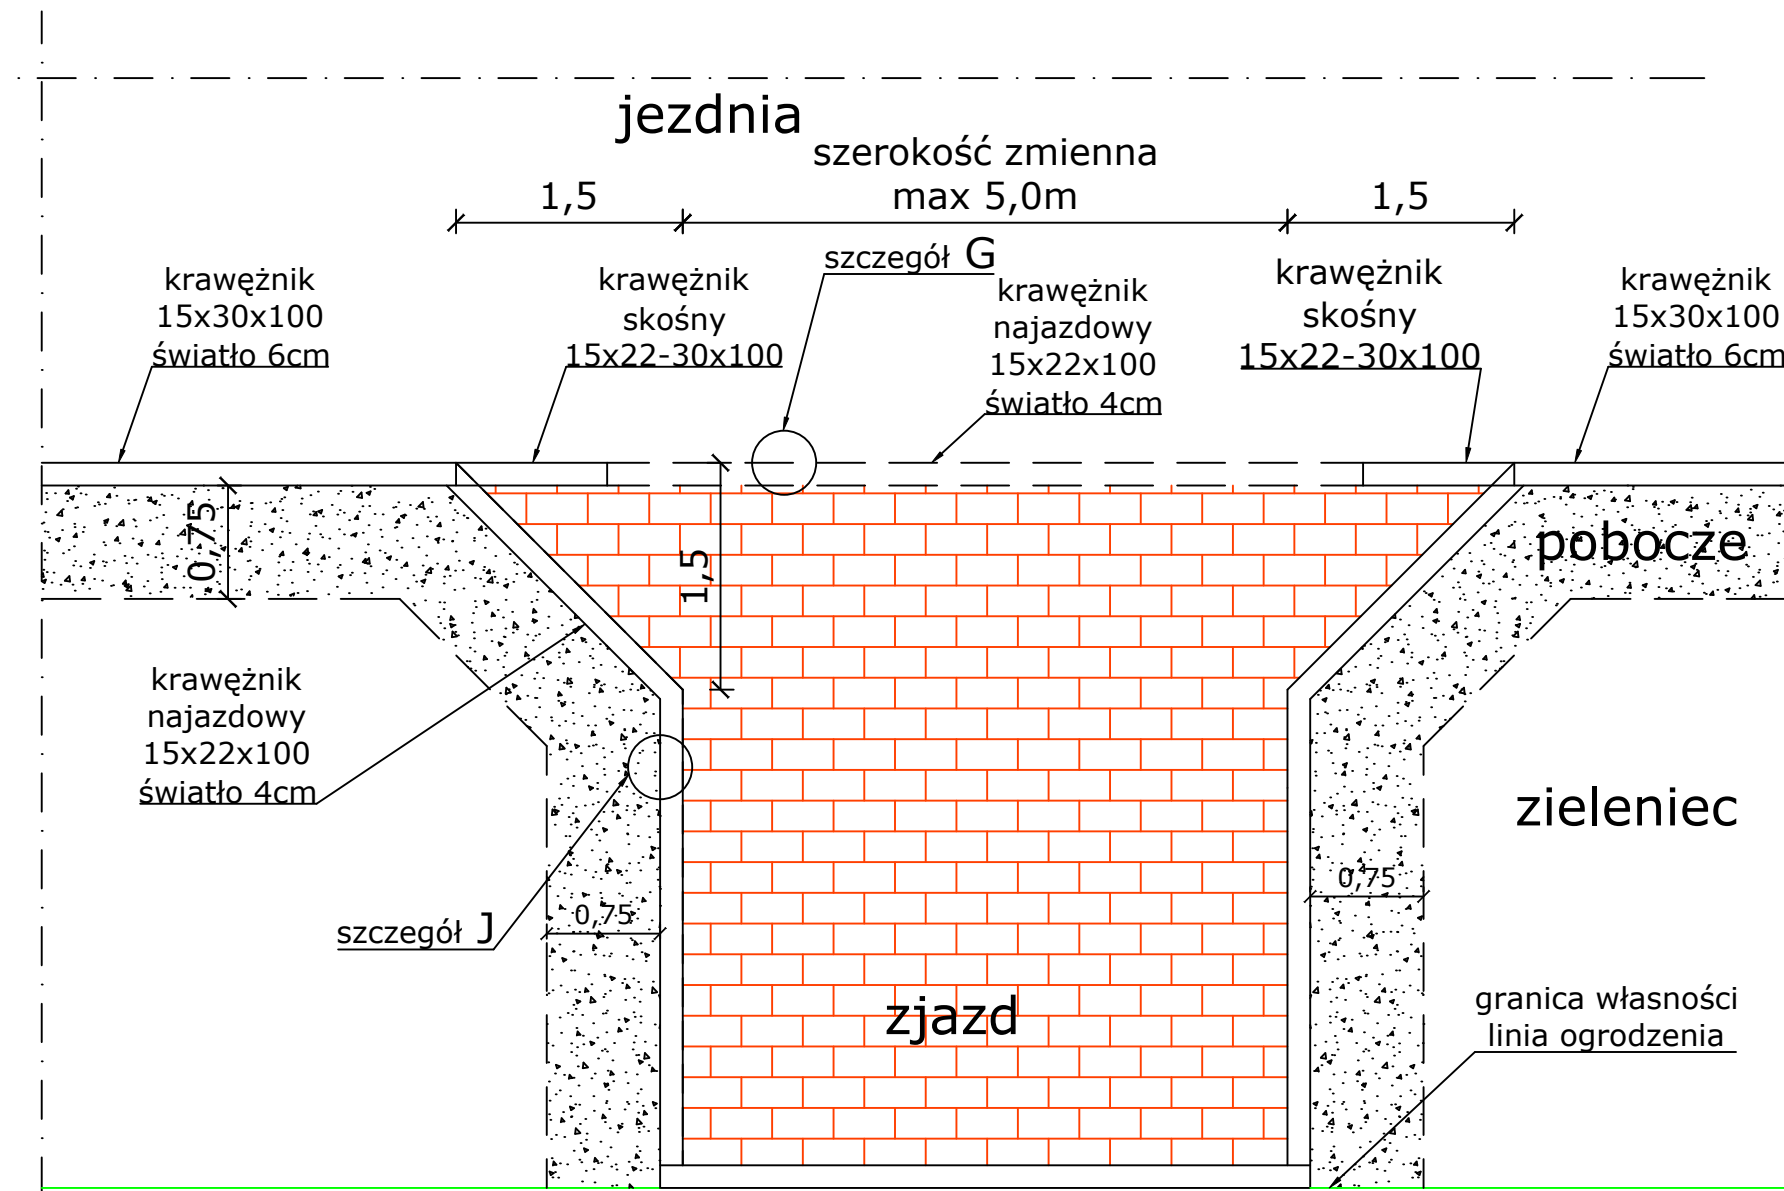 jezdnia
szerokość zmienna
max 5,0m
1,5
1,5
szczegół G
krawężnik
15x30x100
światło 6cm
krawężnik
skośny
15x22-30x100
krawężnik
najazdowy
15x22x100
światło 4cm
krawężnik
skośny
15x22-30x100
krawężnik
15x30x100
światło 6cm
0,75
1,5
pobocze
krawężnik
najazdowy
15x22x100
światło 4cm
zieleniec
szczegół J
0,75
0,75
zjazd
granica własności
linia ogrodzenia